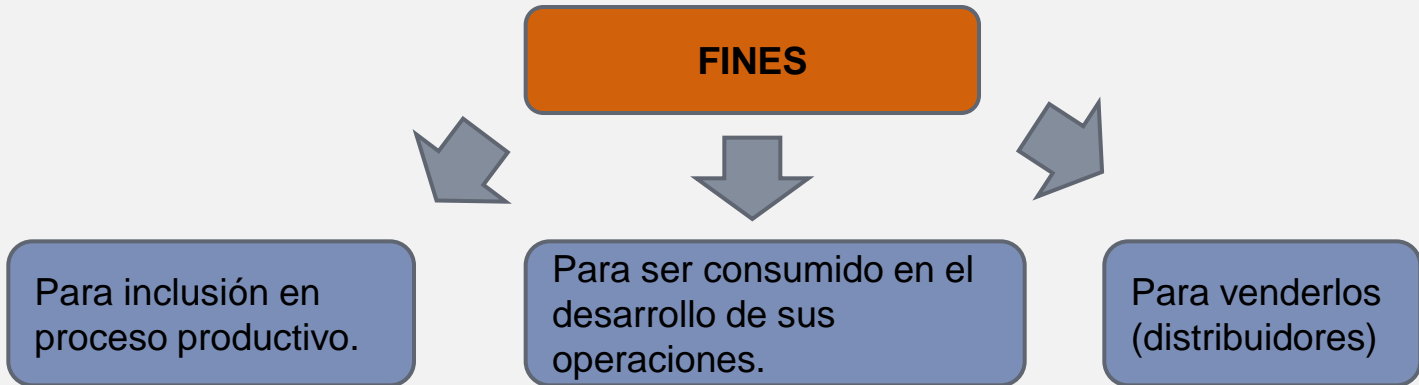 FINES
Para inclusión en
proceso productivo.
Para ser consumido en el
desarrollo de sus
operaciones.
Para venderlos
(distribuidores)